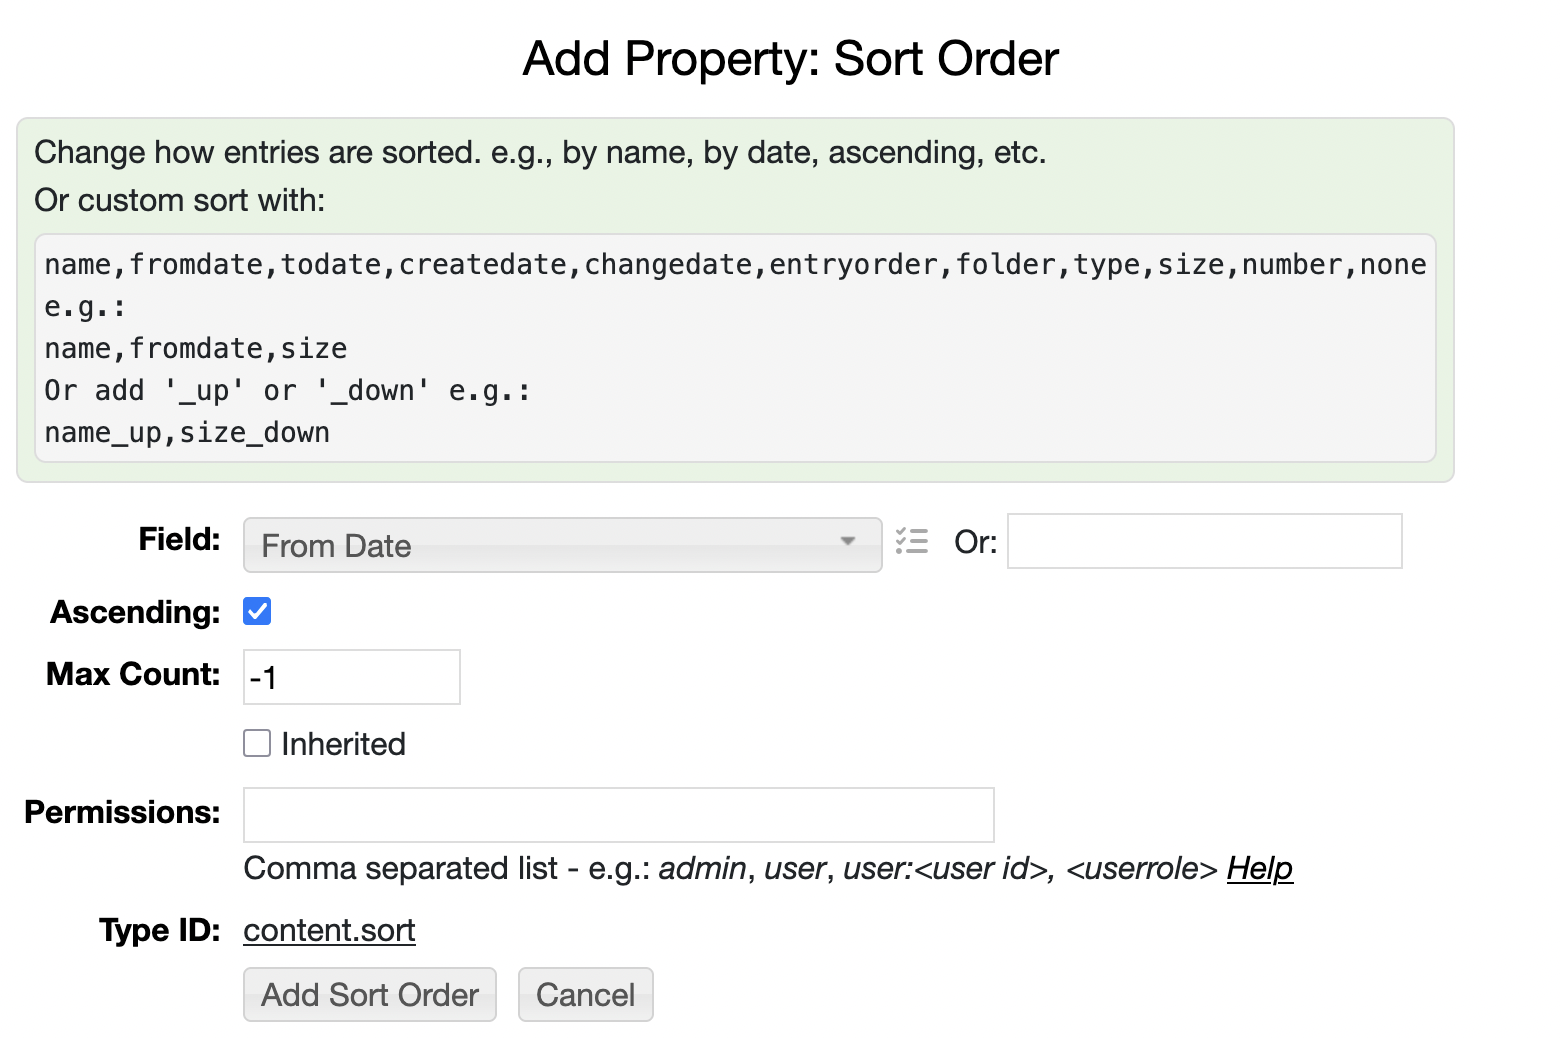 Add Property: Sort Order
Change how entries are sorted. e.g., by name, by date, ascending, etc.
Or custom sort with:
name,fromdate,todate,createdate,changedate,entryorder,folder,type,size,number,none
e.g.:
name,fromdate,size
Or add '_up' or '_down' e.g.:
name_up,size_down
Field: From Date Or:
Ascending:
Max Count: -1
Inherited
Permissions:
Comma separated list - e.g.: admin, user, user:<user id>, <userrole> Help
Type ID: content.sort
Add Sort Order Cancel